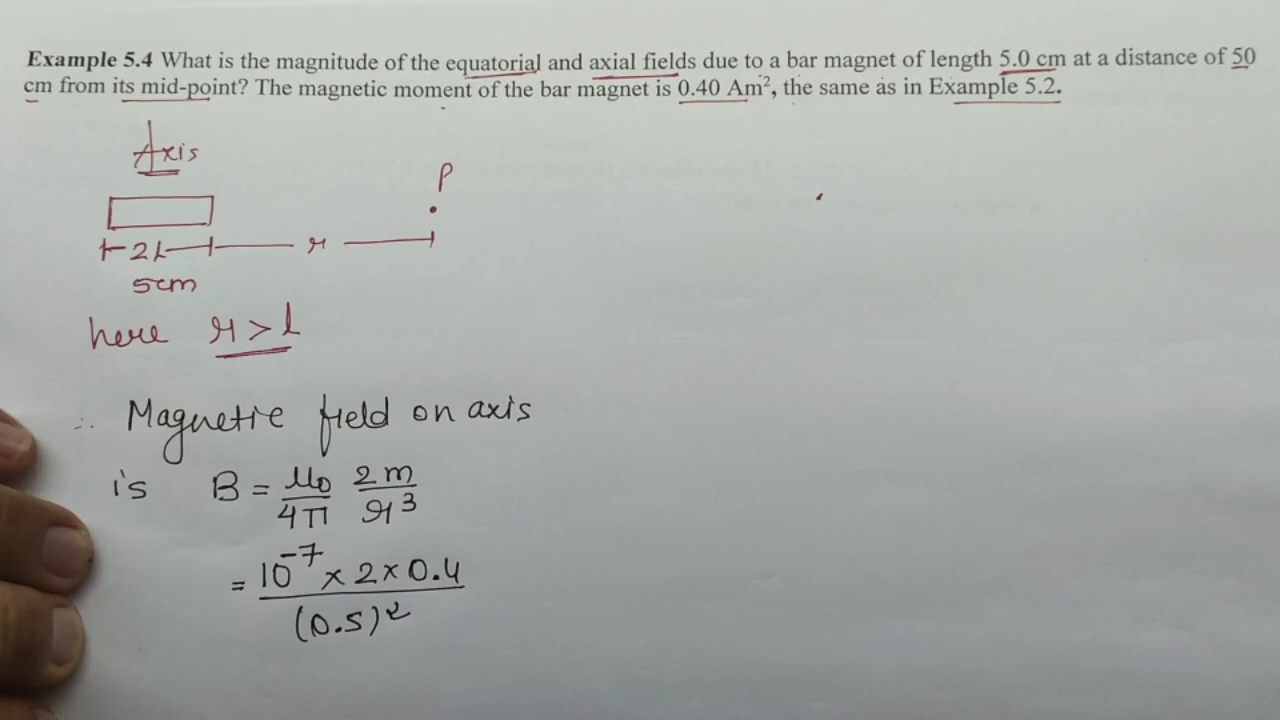 Example 5.4 What is the magnitude of the equatorial and axial fields due to a bar magnet of length 5.0 cm at a distance of 50
cm from its mid-point? The magnetic moment of the bar magnet is 0.40 Am², the same as in Example 5.2.
Axis
P
2l r
5cm
here r > l
∴ Magnetic field on axis
is B = μ₀/4π 2m/r³
= 10⁻⁷ × 2 × 0.4 / (0.5)²